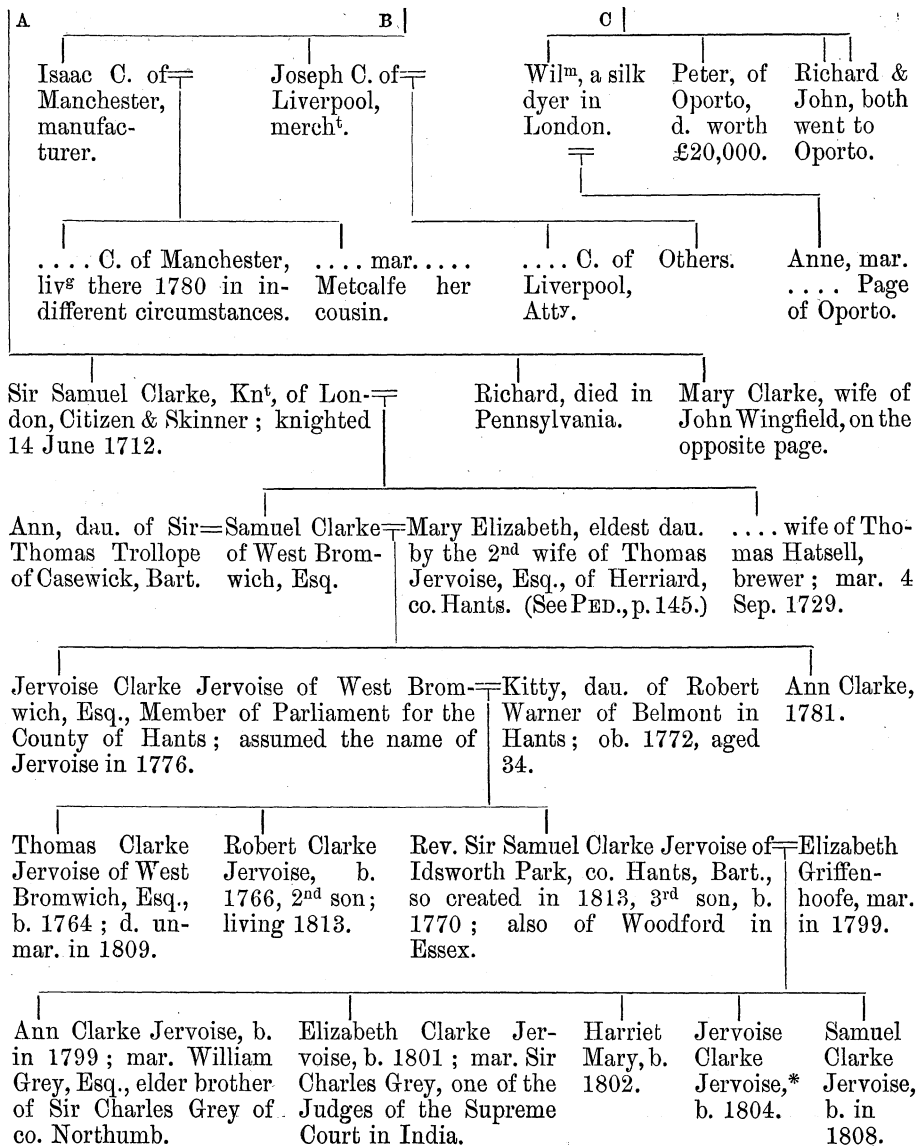 A B C
Isaac C. of
Manchester,
manufac-
turer.
Joseph C. of
Liverpool,
mercht.
Wilm, a silk
dyer in
London.
Peter, of
Oporto,
d. worth
£20,000.
Richard &
John, both
went to
Oporto.
.... C. of Manchester,
livg there 1780 in in-
different circumstances.
.... mar.....
Metcalfe her
cousin.
.... C. of
Liverpool,
Atty.
Others.
Anne, mar.
.... Page
of Oporto.
Sir Samuel Clarke, Knt, of Lon-
don, Citizen & Skinner ; knighted
14 June 1712.
Richard, died in
Pennsylvania.
Mary Clarke, wife of
John Wingfield, on the
opposite page.
Ann, dau. of Sir
Thomas Trollope
of Casewick, Bart.
Samuel Clarke
of West Brom-
wich, Esq.
Mary Elizabeth, eldest dau.
by the 2nd wife of Thomas
Jervoise, Esq., of Herriard,
co. Hants. (See PED., p. 145.)
.... wife of Tho-
mas Hatsell,
brewer ; mar. 4
Sep. 1729.
Jervoise Clarke Jervoise of West Brom-
wich, Esq., Member of Parliament for the
County of Hants ; assumed the name of
Jervoise in 1776.
Kitty, dau. of Robert
Warner of Belmont in
Hants ; ob. 1772, aged
34.
Ann Clarke,
1781.
Thomas Clarke
Jervoise of West
Bromwich, Esq.,
b. 1764 ; d. un-
mar. in 1809.
Robert Clarke
Jervoise, b.
1766, 2nd son ;
living 1813.
Rev. Sir Samuel Clarke Jervoise of
Idsworth Park, co. Hants, Bart.,
so created in 1813, 3rd son, b.
1770 ; also of Woodford in
Essex.
Elizabeth
Griffen-
hoofe, mar.
in 1799.
Ann Clarke Jervoise, b.
in 1799 ; mar. William
Grey, Esq., elder brother
of Sir Charles Grey of
co. Northumb.
Elizabeth Clarke Jer-
voise, b. 1801 ; mar. Sir
Charles Grey, one of the
Judges of the Supreme
Court in India.
Harriet
Mary, b.
1802.
Jervoise
Clarke
Jervoise,*
b. 1804.
Samuel
Clarke
Jervoise,
b. in
1808.